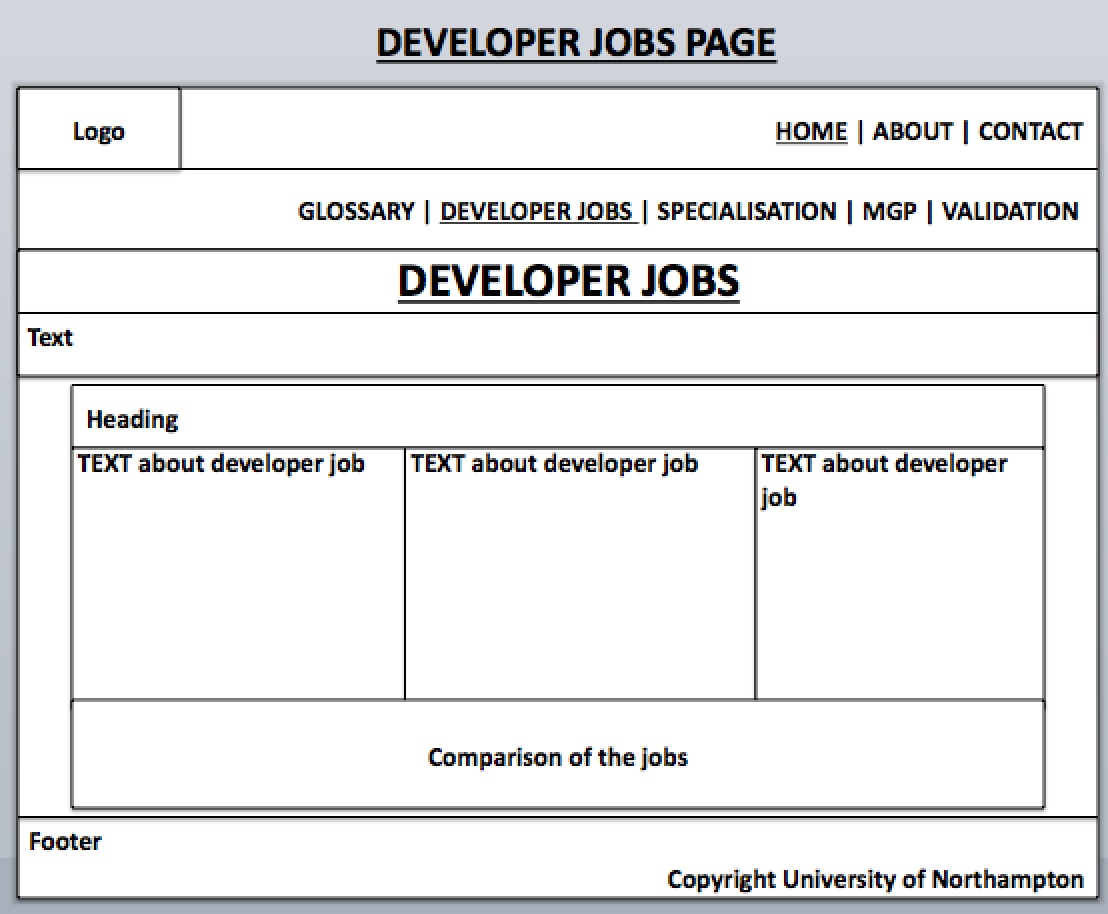 DEVELOPER JOBS PAGE
Logo
HOME | ABOUT | CONTACT
GLOSSARY | DEVELOPER JOBS | SPECIALISATION | MGP | VALIDATION
DEVELOPER JOBS
Text
Heading
TEXT about developer job
TEXT about developer job
TEXT about developer
job
Comparison of the jobs
Footer
Copyright University of Northampton